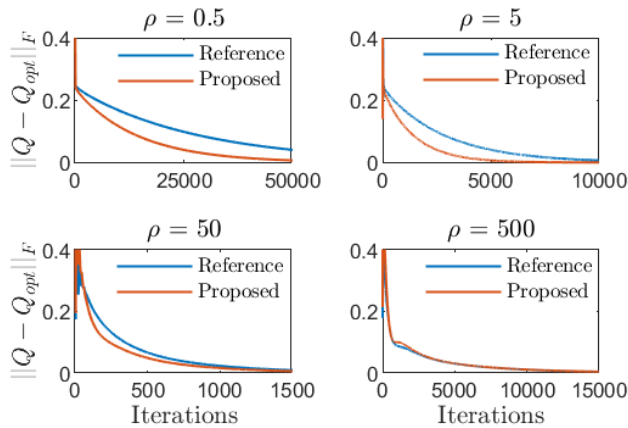 ρ = 0.5
ρ = 5
||Q − Q_opt||_F
0.4
0.2
0
Reference
Proposed
0
25000
50000
0.4
0.2
0
Reference
Proposed
0
5000
10000
ρ = 50
ρ = 500
||Q − Q_opt||_F
0.4
0.2
0
Reference
Proposed
0
500
1000
1500
Iterations
0.4
0.2
0
Reference
Proposed
0
5000
10000
15000
Iterations